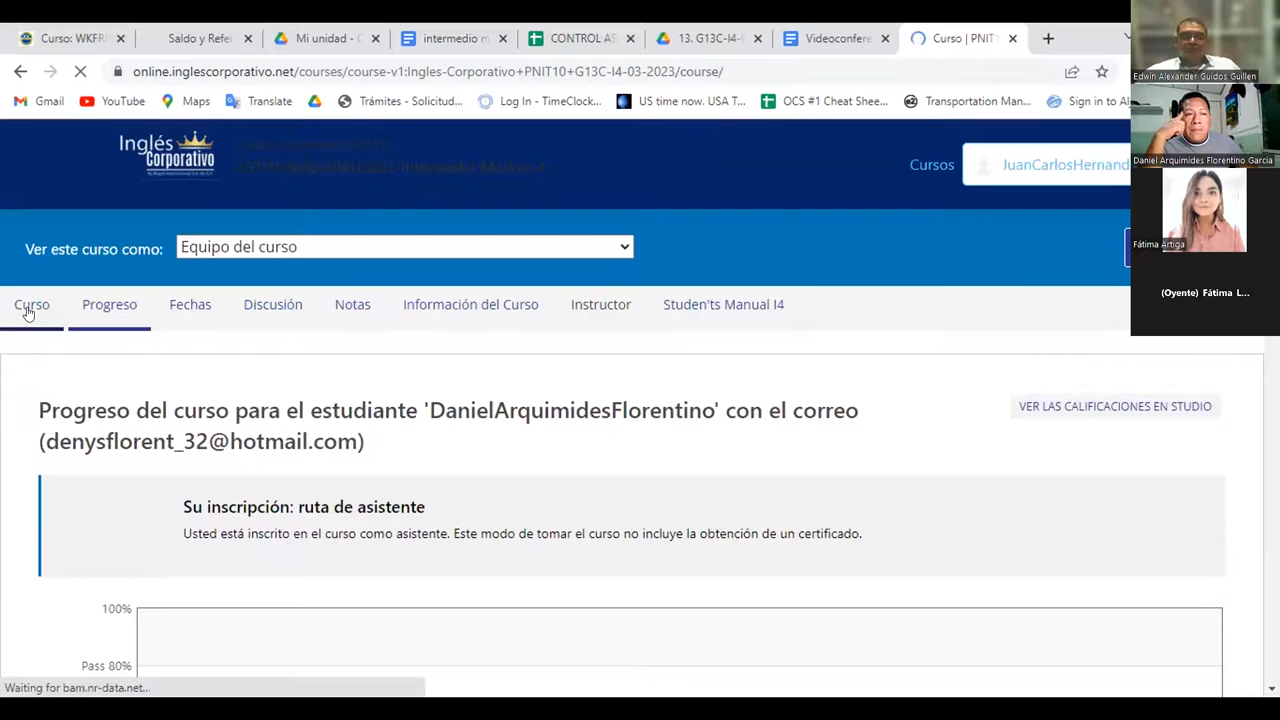 Curso: WKFR
Saldo y Refe
Mi unidad - C
intermedio m
CONTROL AS
13. G13C-I4-C
Videoconfere
Curso | PNIT1
online.inglescorporativo.net/courses/course-v1:Ingles-Corporativo+PNIT10+G13C-I4-03-2023/course/
Gmail
YouTube
Maps
Translate
Trámites - Solicitud...
Log In - TimeClock...
US time now. USA T...
OCS #1 Cheat Shee...
Transportation Man...
Sign in to Al
Edwin Alexander Guidos Guillen
Daniel Arquimides Florentino Garcia
Fátima Artiga
(Oyente) Fátima L...
Inglés
Corporativo
Cursos
JuanCarlosHernand
Ver este curso como:
Equipo del curso
Curso
Progreso
Fechas
Discusión
Notas
Información del Curso
Instructor
Studen'ts Manual I4
Progreso del curso para el estudiante 'DanielArquimidesFlorentino' con el correo
(denysflorent_32@hotmail.com)
VER LAS CALIFICACIONES EN STUDIO
Su inscripción: ruta de asistente
Usted está inscrito en el curso como asistente. Este modo de tomar el curso no incluye la obtención de un certificado.
100%
Pass 80%
Waiting for bam.nr-data.net...